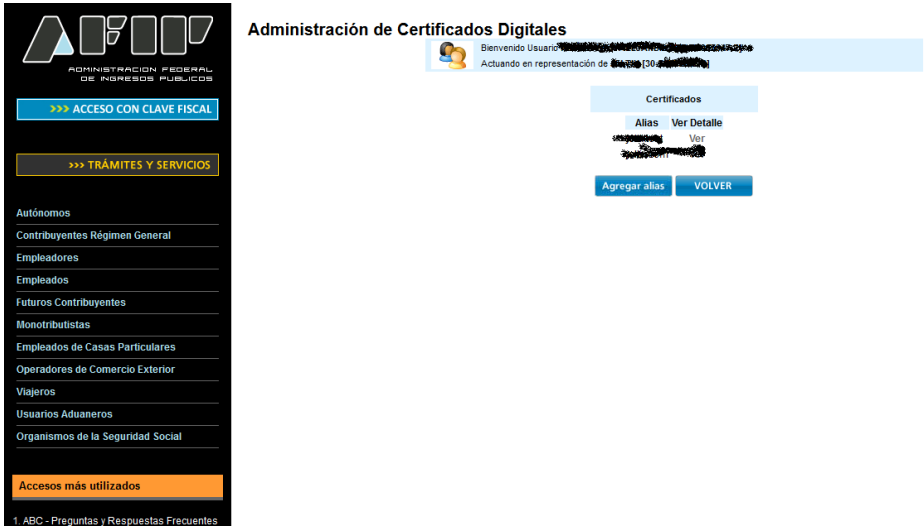 AFIP
ADMINISTRACION FEDERAL
DE INGRESOS PUBLICOS
>>> ACCESO CON CLAVE FISCAL
>>> TRÁMITES Y SERVICIOS
Autónomos
Contribuyentes Régimen General
Empleadores
Empleados
Futuros Contribuyentes
Monotributistas
Empleados de Casas Particulares
Operadores de Comercio Exterior
Viajeros
Usuarios Aduaneros
Organismos de la Seguridad Social
Accesos más utilizados
1. ABC - Preguntas y Respuestas Frecuentes
Administración de Certificados Digitales
Bienvenido Usuario
Actuando en representación de [30-
Certificados
Alias Ver Detalle
Ver
Agregar alias VOLVER